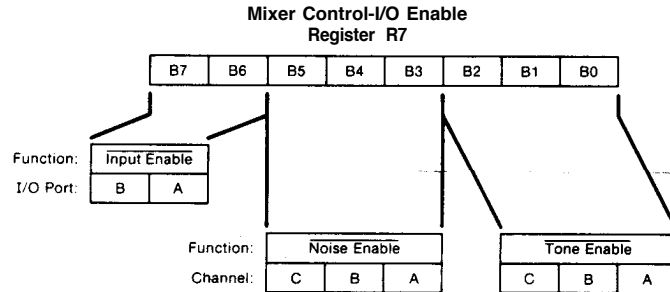 Mixer Control-I/O Enable
Register R7
B7 B6 B5 B4 B3 B2 B1 B0
Function: Input Enable
I/O Port: B A
Function: Noise Enable Tone Enable
Channel: C B A C B A